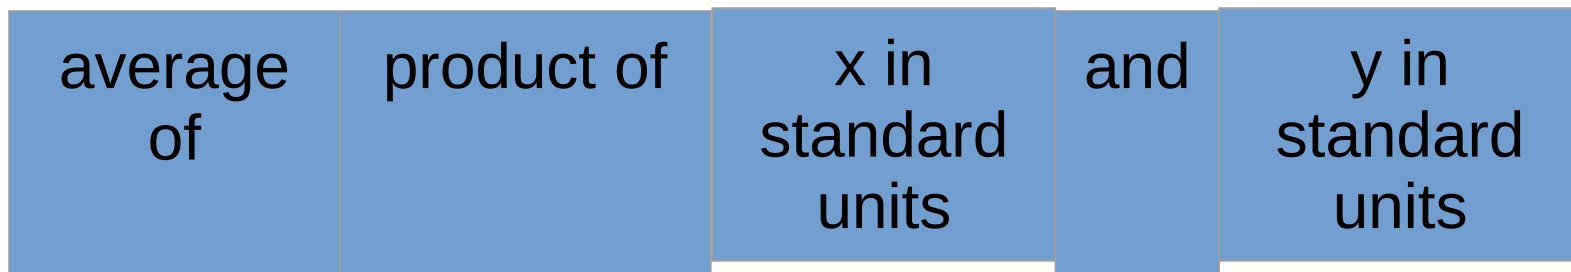 average
of
product of
x in
standard
units
and
y in
standard
units